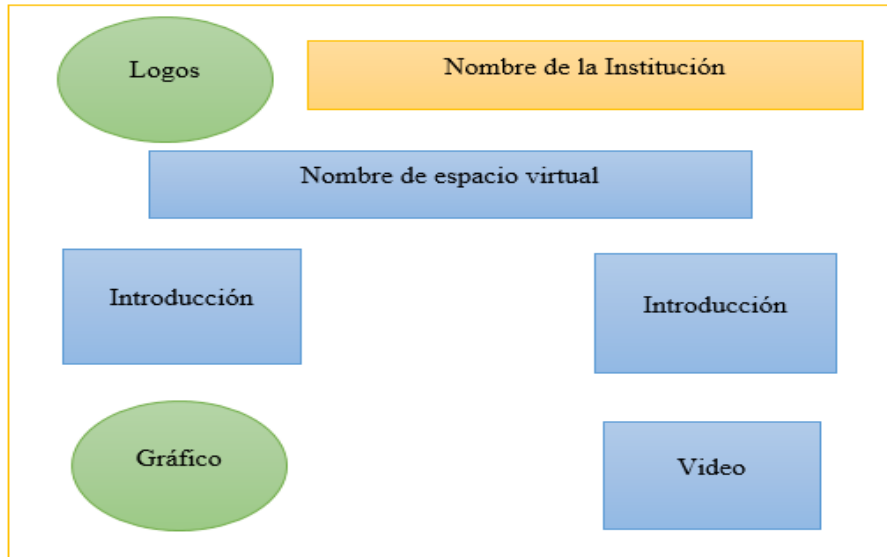 Logos
Nombre de la Institución
Nombre de espacio virtual
Introducción
Introducción
Gráfico
Video